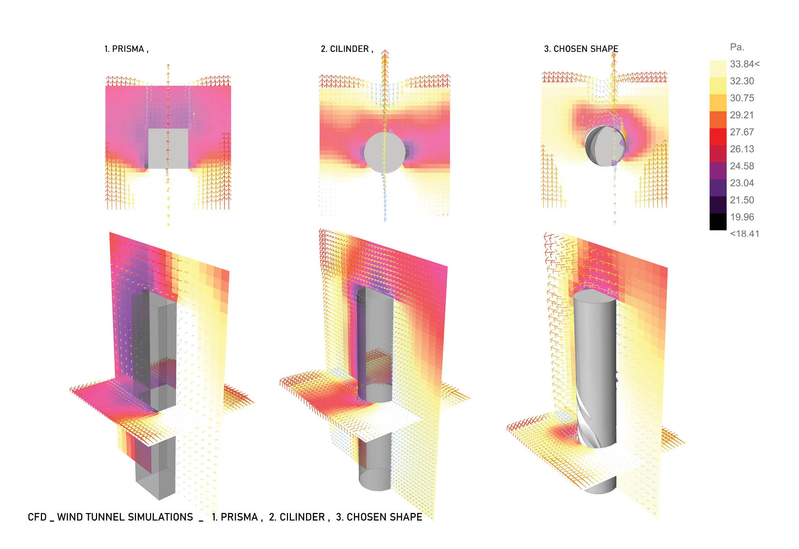 1. PRISMA ,
2. CILINDER ,
3. CHOSEN SHAPE
Pa.
33.84<
32.30
30.75
29.21
27.67
26.13
24.58
23.04
21.50
19.96
<18.41
CFD _ WIND TUNNEL SIMULATIONS _ 1. PRISMA , 2. CILINDER , 3. CHOSEN SHAPE